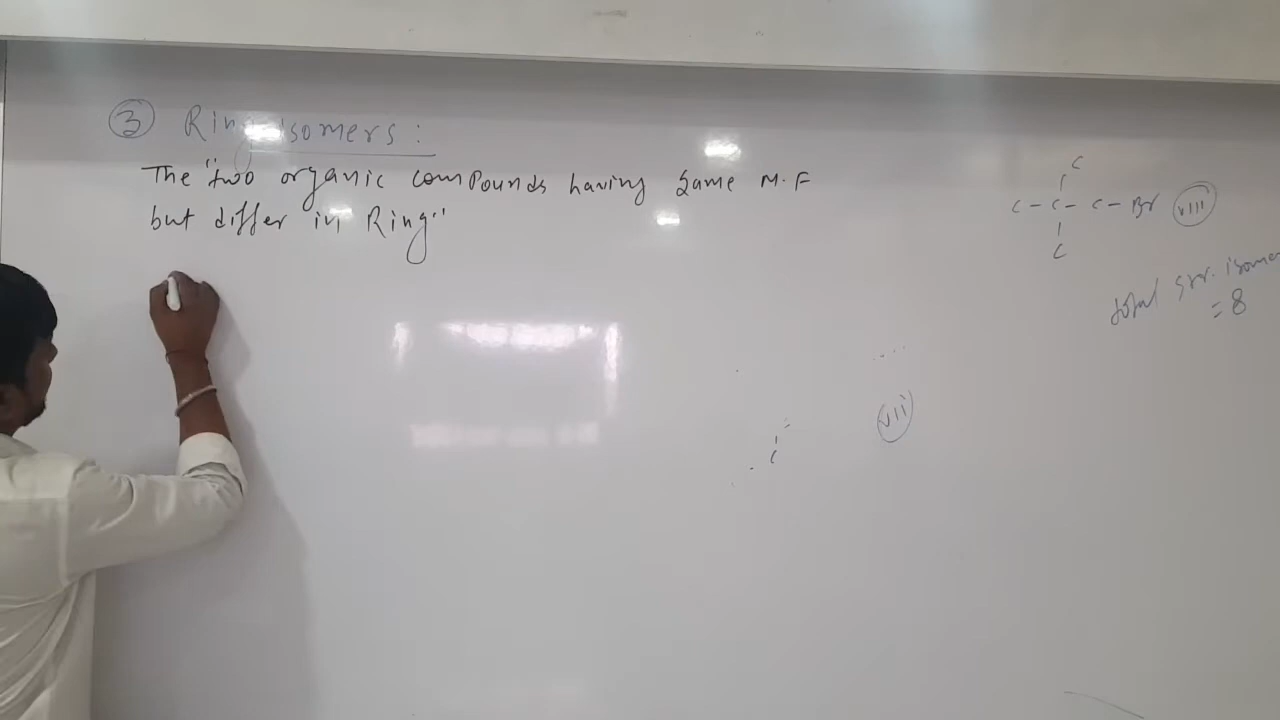 ③ Ring isomers :
The "two organic compounds having same M.F
but differ in Ring"
C
C - C - C - Br (viii)
C
total str. isomer
= 8
(vii)
C